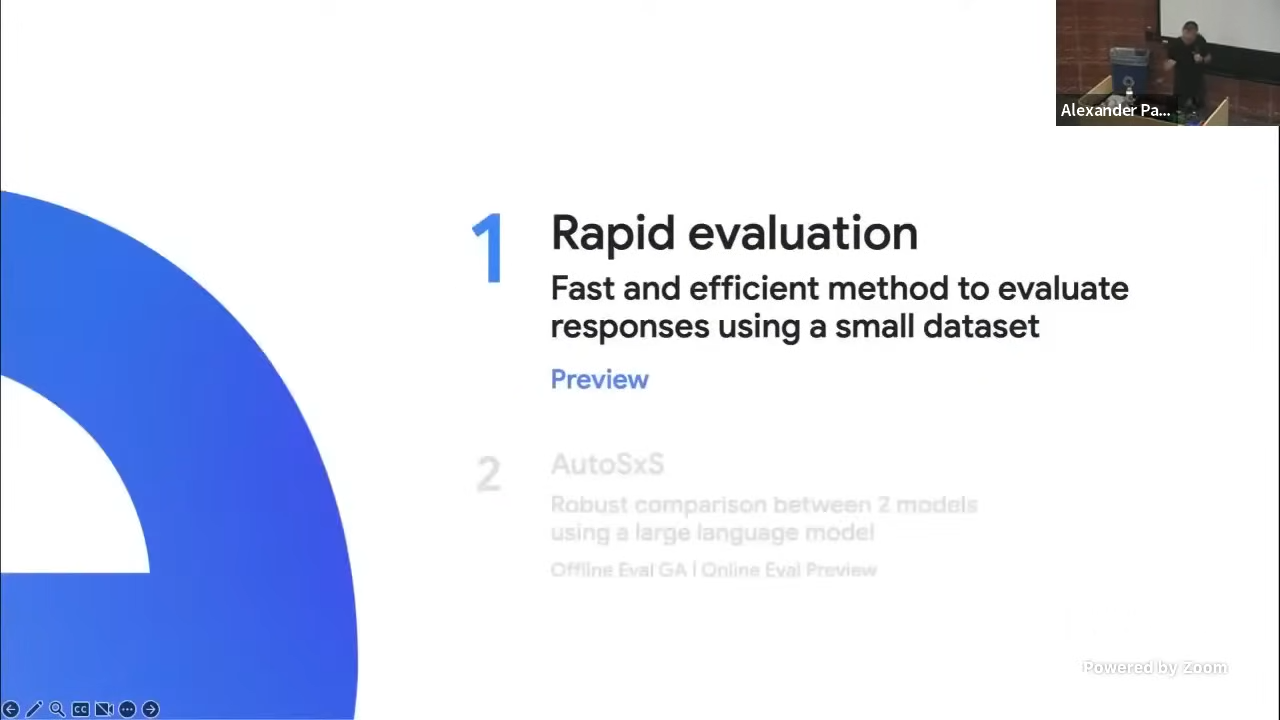 Alexander Pa...
1
Rapid evaluation
Fast and efficient method to evaluate
responses using a small dataset
Preview
2
AutoSxS
Robust comparison between 2 models
using a large language model
Offline Eval GA | Online Eval Preview
Powered by Zoom
CC